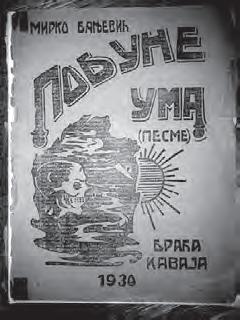 МИРКО БАЊЕВИЋ
ПОБУНЕ
УМА
(ПЕСМЕ)
БРАЋА
КАВАЈА
1930